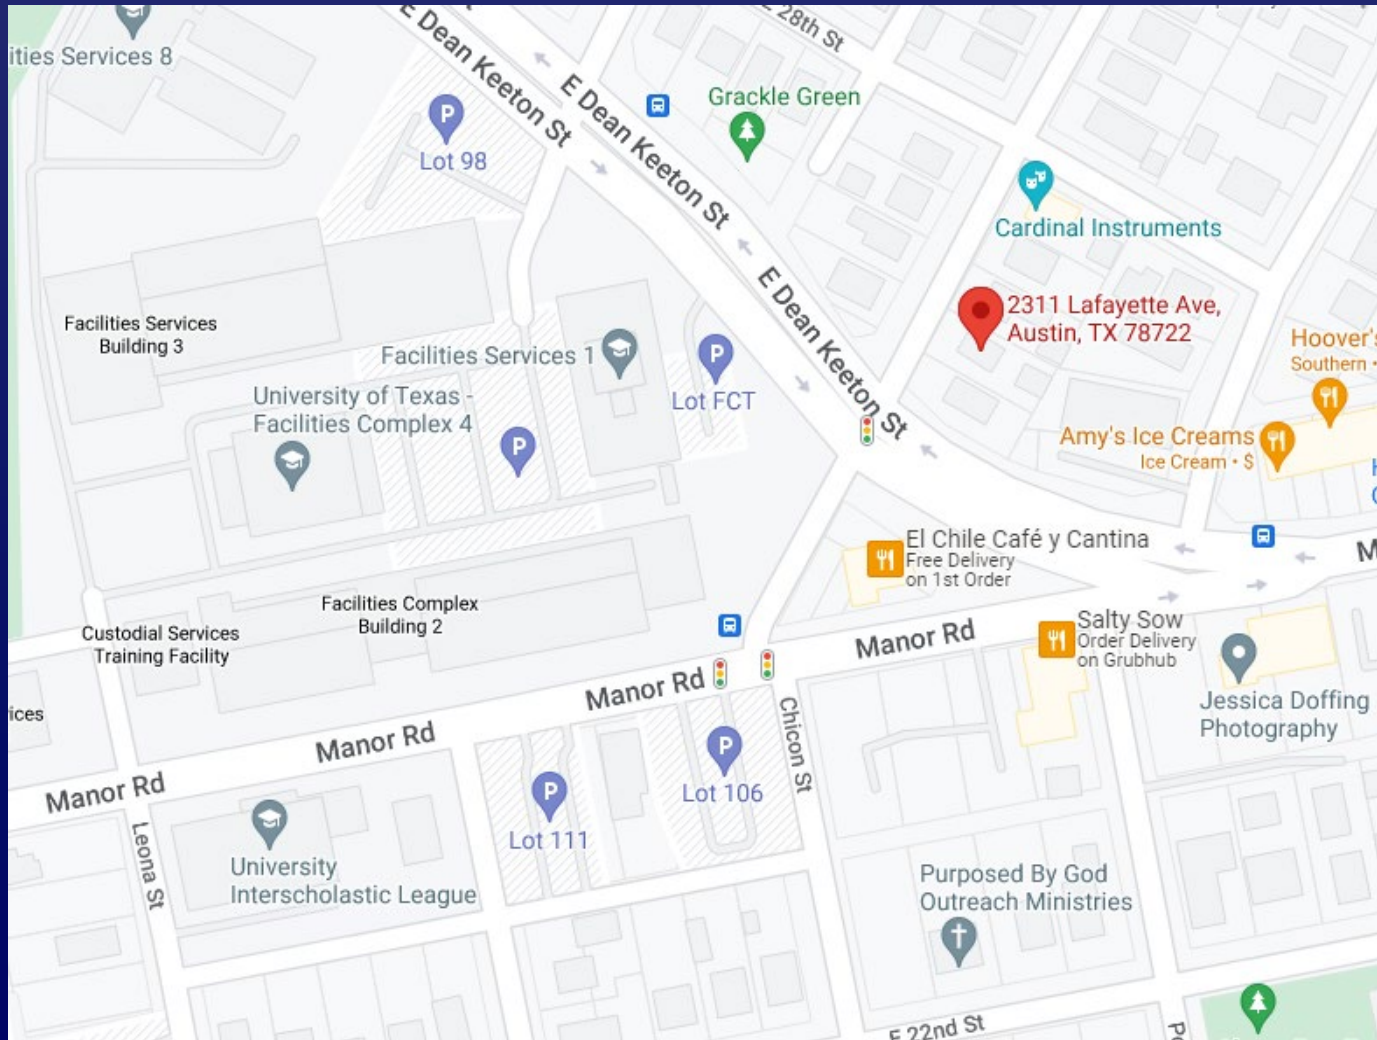 ities Services 8
E Dean Keeton St
E Dean Keeton St
E 28th St
Grackle Green
P
Lot 98
Cardinal Instruments
E Dean Keeton St
2311 Lafayette Ave,
Austin, TX 78722
Facilities Services
Building 3
Facilities Services 1
P
Lot FCT
Hoover's
Southern •
University of Texas -
Facilities Complex 4
P
Amy's Ice Creams
Ice Cream • $
El Chile Café y Cantina
Free Delivery
on 1st Order
M
Facilities Complex
Building 2
Custodial Services
Training Facility
Manor Rd
Salty Sow
Order Delivery
on Grubhub
Manor Rd
Jessica Doffing
Photography
ices
Manor Rd
Chicon St
P
Lot 106
Manor Rd
P
Lot 111
Leona St
University
Interscholastic League
Purposed By God
Outreach Ministries
E 22nd St